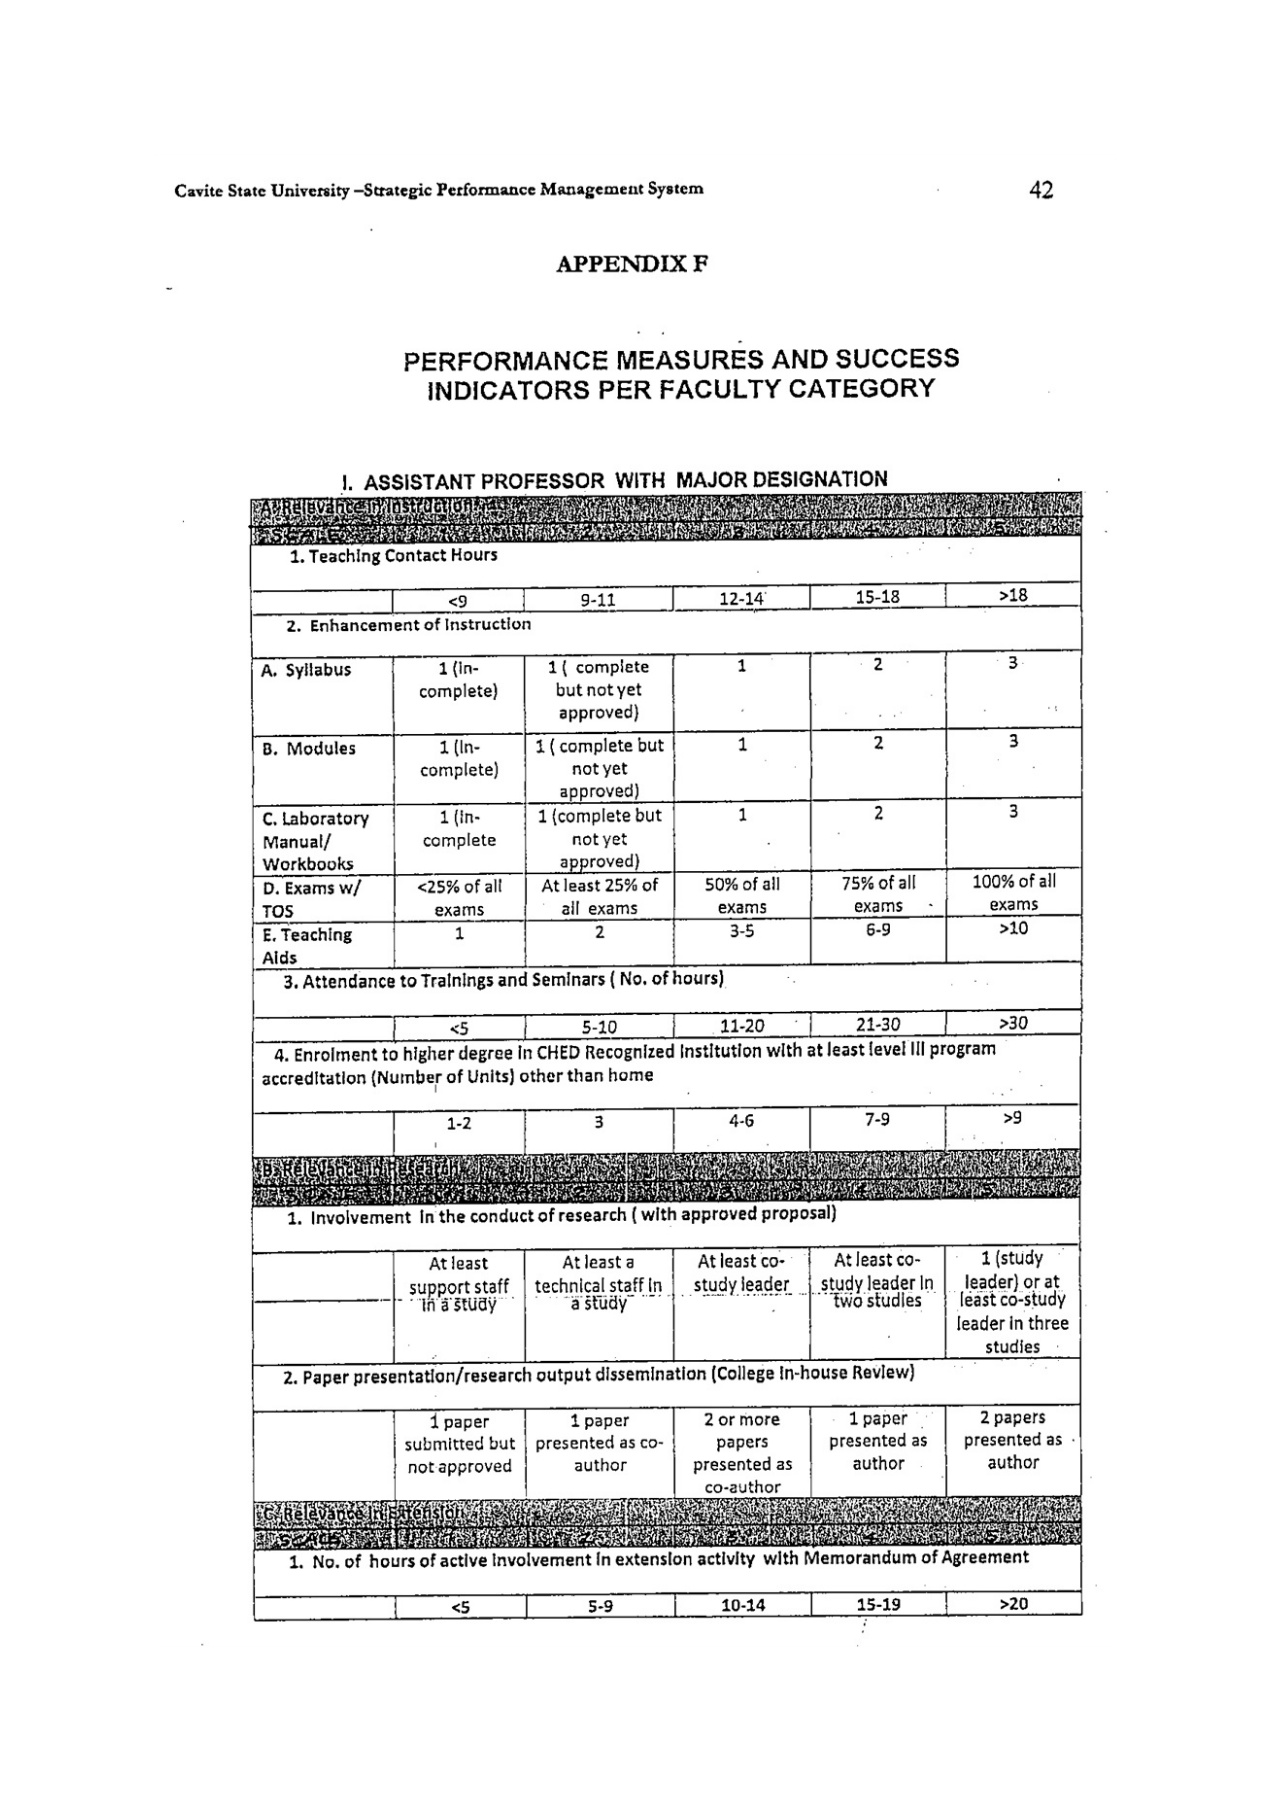 Cavite State University –Strategic Performance Management System 42
APPENDIX F
PERFORMANCE MEASURES AND SUCCESS
INDICATORS PER FACULTY CATEGORY
I. ASSISTANT PROFESSOR WITH MAJOR DESIGNATION
A. Relevance in Instruction
SCALE 2 3 4 5
1. Teaching Contact Hours
<9 9-11 12-14 15-18 >18
2. Enhancement of Instruction
A. Syllabus 1 (in- 1 ( complete 1 2 3
complete) but not yet
approved)
B. Modules 1 (In- 1 ( complete but 1 2 3
complete) not yet
approved)
C. Laboratory 1 (in- 1 (complete but 1 2 3
Manual/ complete not yet
Workbooks approved)
D. Exams w/ <25% of all At least 25% of 50% of all 75% of all 100% of all
TOS exams all exams exams exams exams
E. Teaching 1 2 3-5 6-9 >10
Aids
3. Attendance to Trainings and Seminars ( No. of hours)
<5 5-10 11-20 21-30 >30
4. Enrolment to higher degree in CHED Recognized Institution with at least level III program
accreditation (Number of Units) other than home
1-2 3 4-6 7-9 >9
B. Relevance in Research
SCALE 2 3 4 5
1. Involvement in the conduct of research ( with approved proposal)
At least At least a At least co- At least co- 1 (study
support staff technical staff in study leader study leader in leader) or at
in a study a study two studies least co-study
leader in three
studies
2. Paper presentation/research output dissemination (College In-house Review)
1 paper 1 paper 2 or more 1 paper 2 papers
submitted but presented as co- papers presented as presented as
not approved author presented as author author
co-author
C. Relevance in Extension
SCALE 2 3 4 5
1. No. of hours of active involvement in extension activity with Memorandum of Agreement
<5 5-9 10-14 15-19 >20